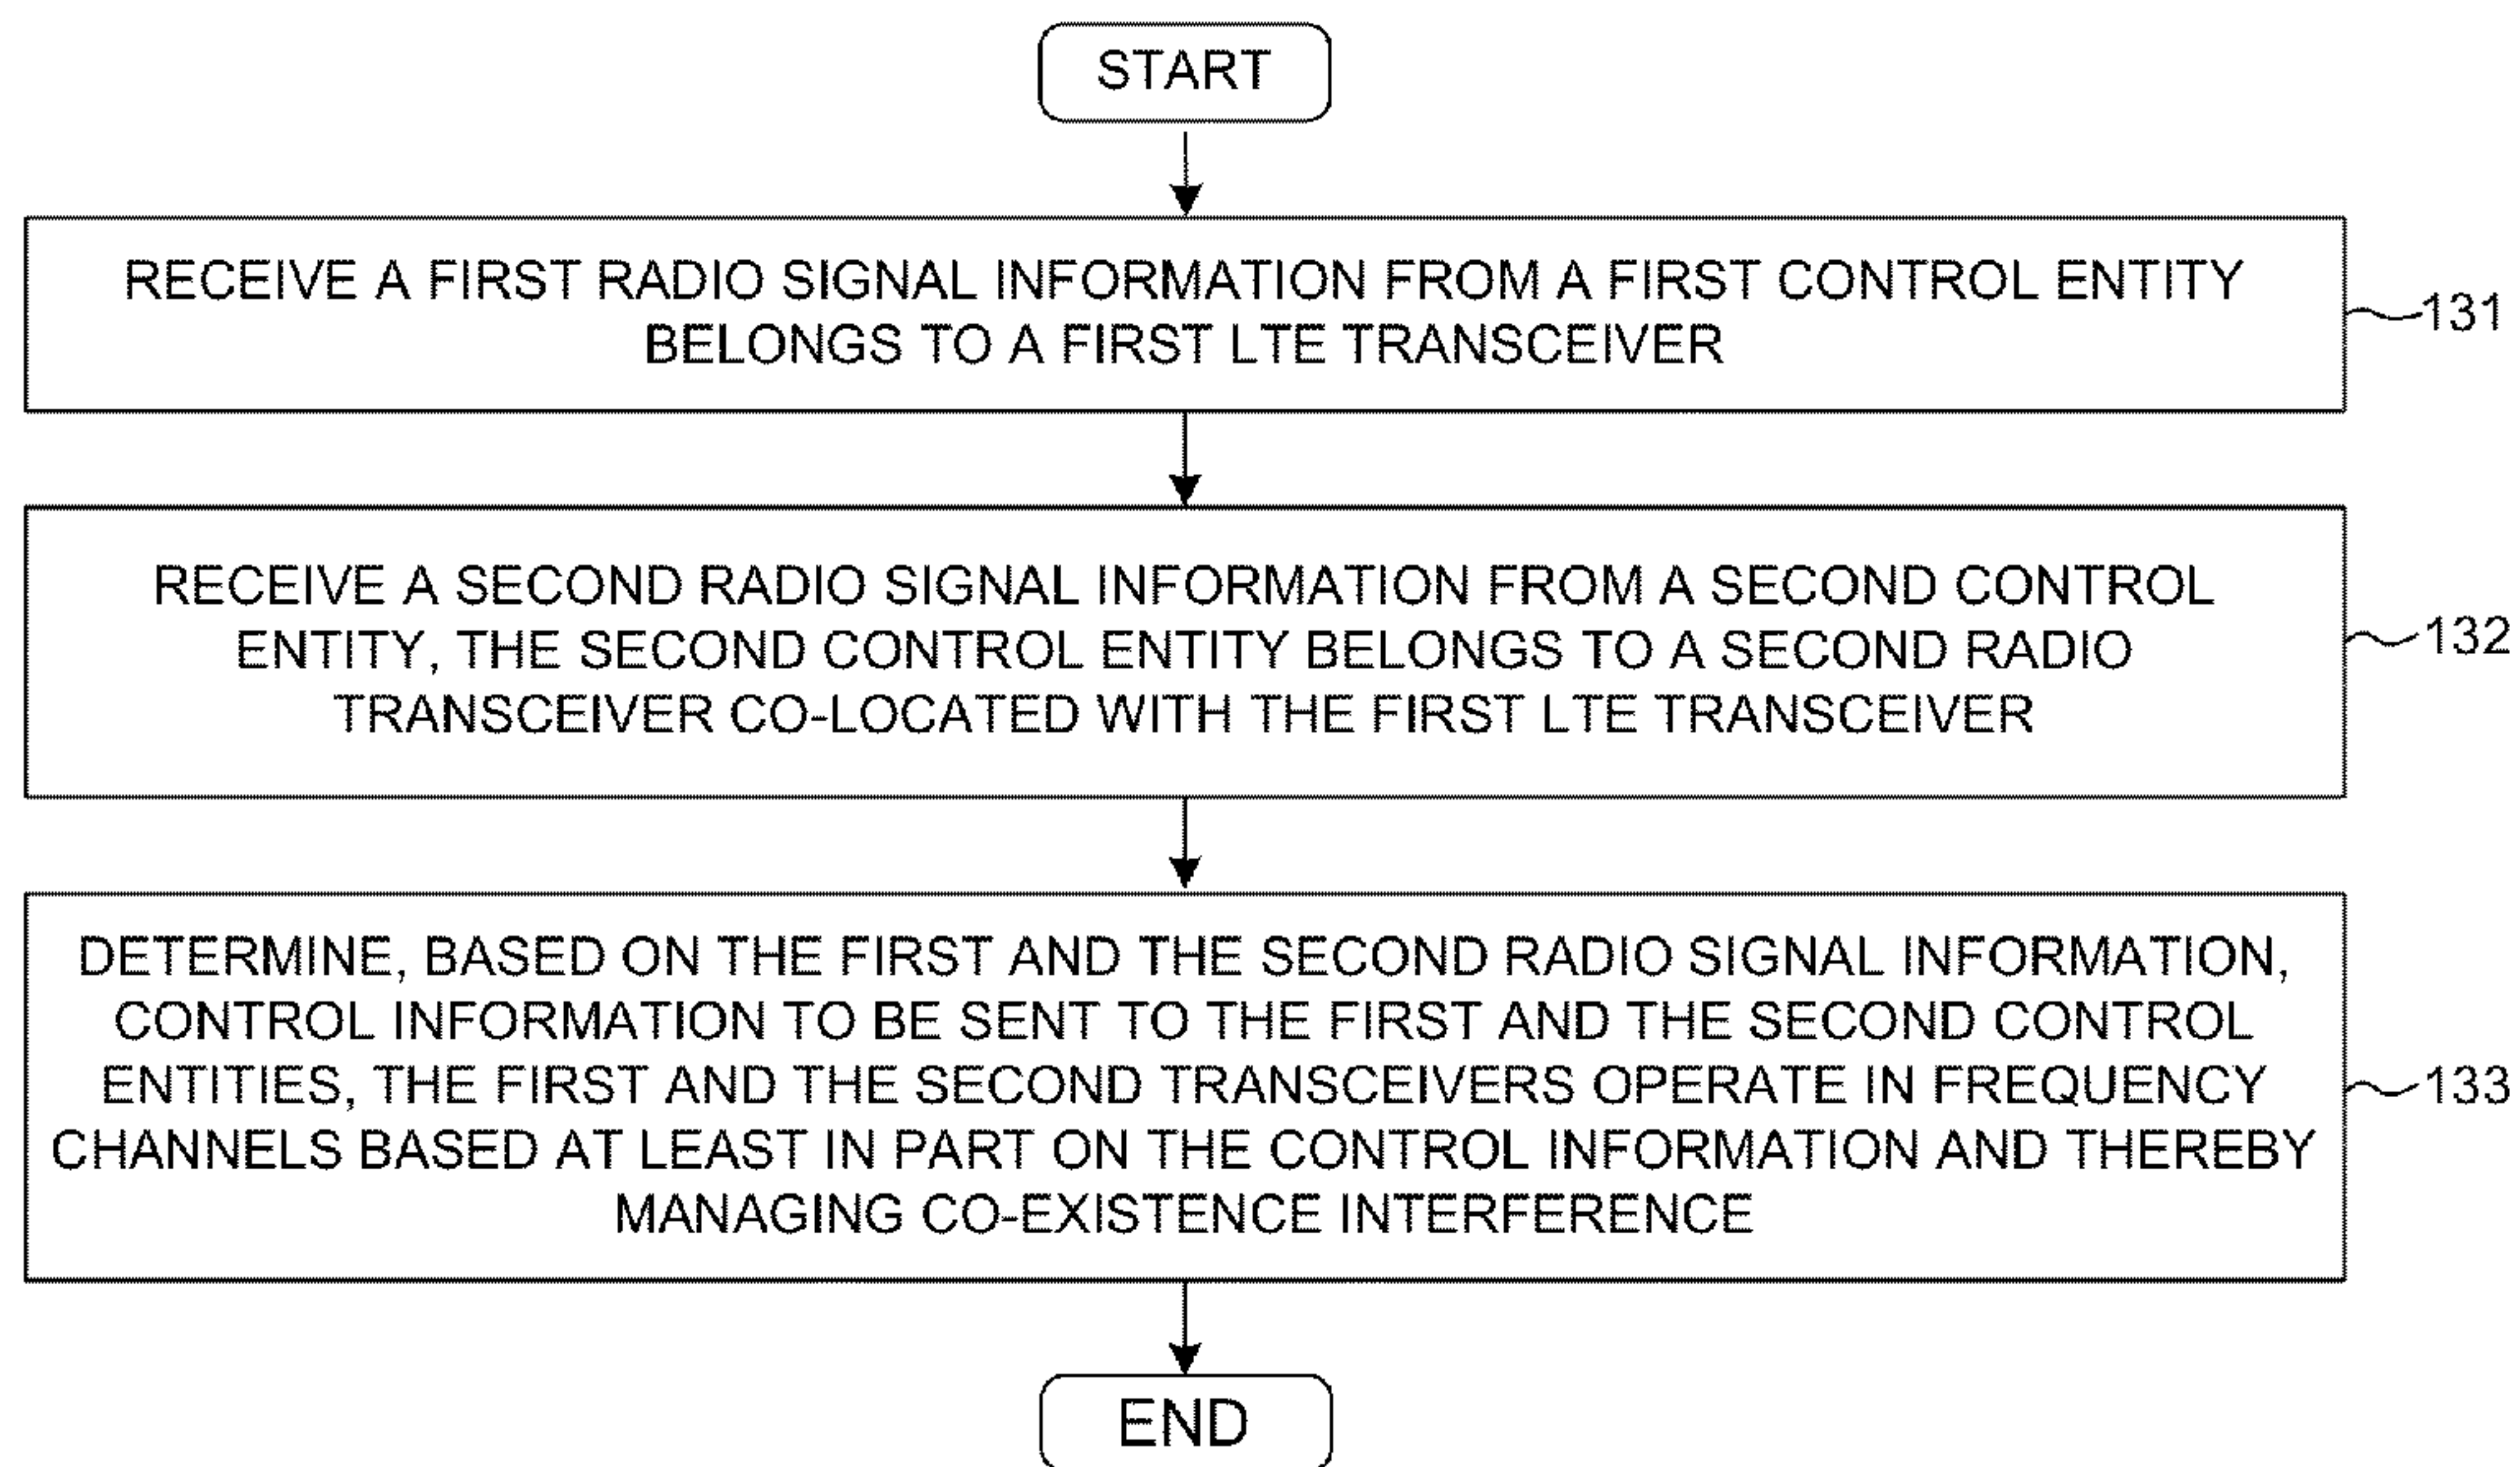 START
RECEIVE A FIRST RADIO SIGNAL INFORMATION FROM A FIRST CONTROL ENTITY
BELONGS TO A FIRST LTE TRANSCEIVER
131
RECEIVE A SECOND RADIO SIGNAL INFORMATION FROM A SECOND CONTROL
ENTITY, THE SECOND CONTROL ENTITY BELONGS TO A SECOND RADIO
TRANSCEIVER CO-LOCATED WITH THE FIRST LTE TRANSCEIVER
132
DETERMINE, BASED ON THE FIRST AND THE SECOND RADIO SIGNAL INFORMATION,
CONTROL INFORMATION TO BE SENT TO THE FIRST AND THE SECOND CONTROL
ENTITIES, THE FIRST AND THE SECOND TRANSCEIVERS OPERATE IN FREQUENCY
CHANNELS BASED AT LEAST IN PART ON THE CONTROL INFORMATION AND THEREBY
MANAGING CO-EXISTENCE INTERFERENCE
133
END